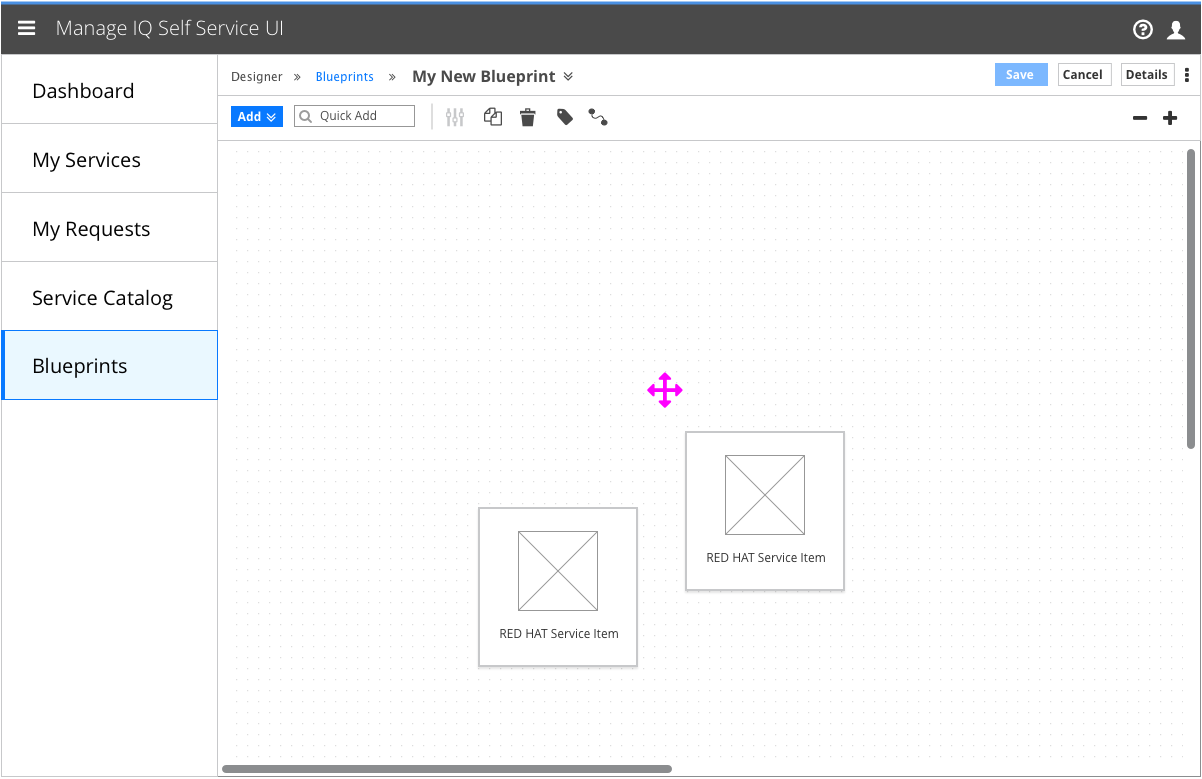 Manage IQ Self Service UI
Dashboard
My Services
My Requests
Service Catalog
Blueprints
Designer » Blueprints » My New Blueprint
Save
Cancel
Details
Add
Quick Add
RED HAT Service Item
RED HAT Service Item